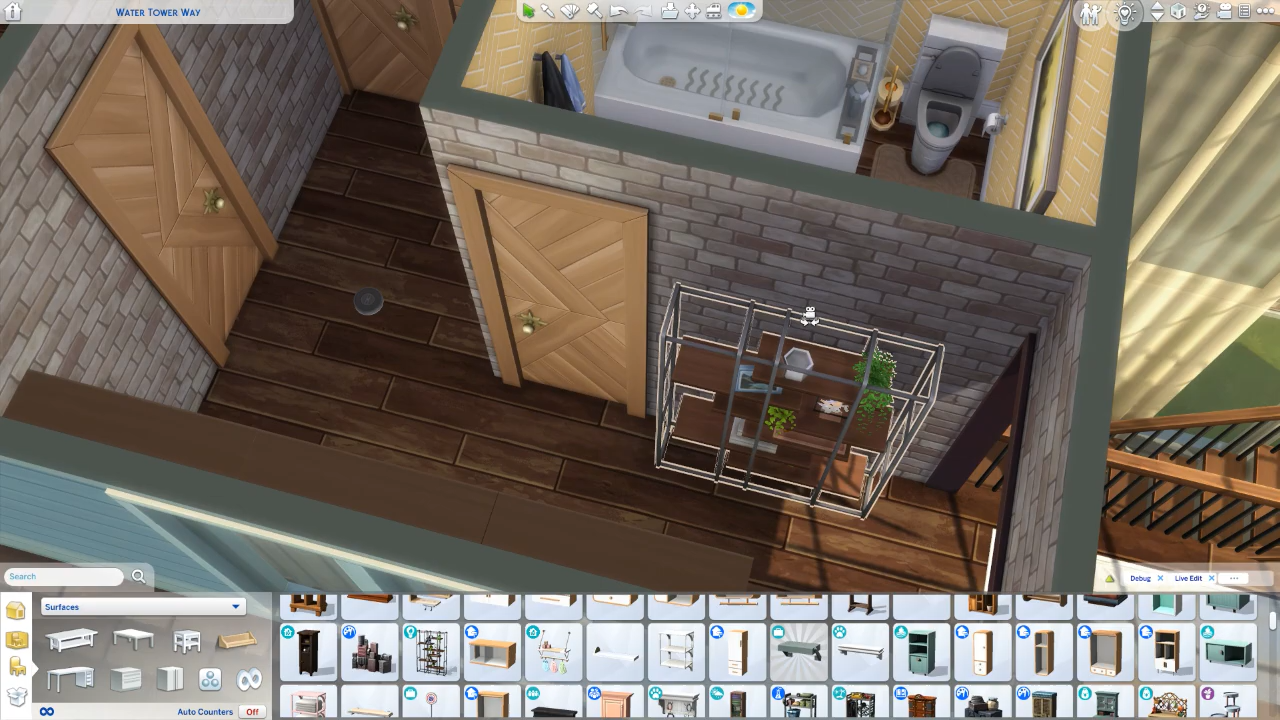 WATER TOWER WAY
Search
Debug
Live Edit
Surfaces
Auto Counters
Off